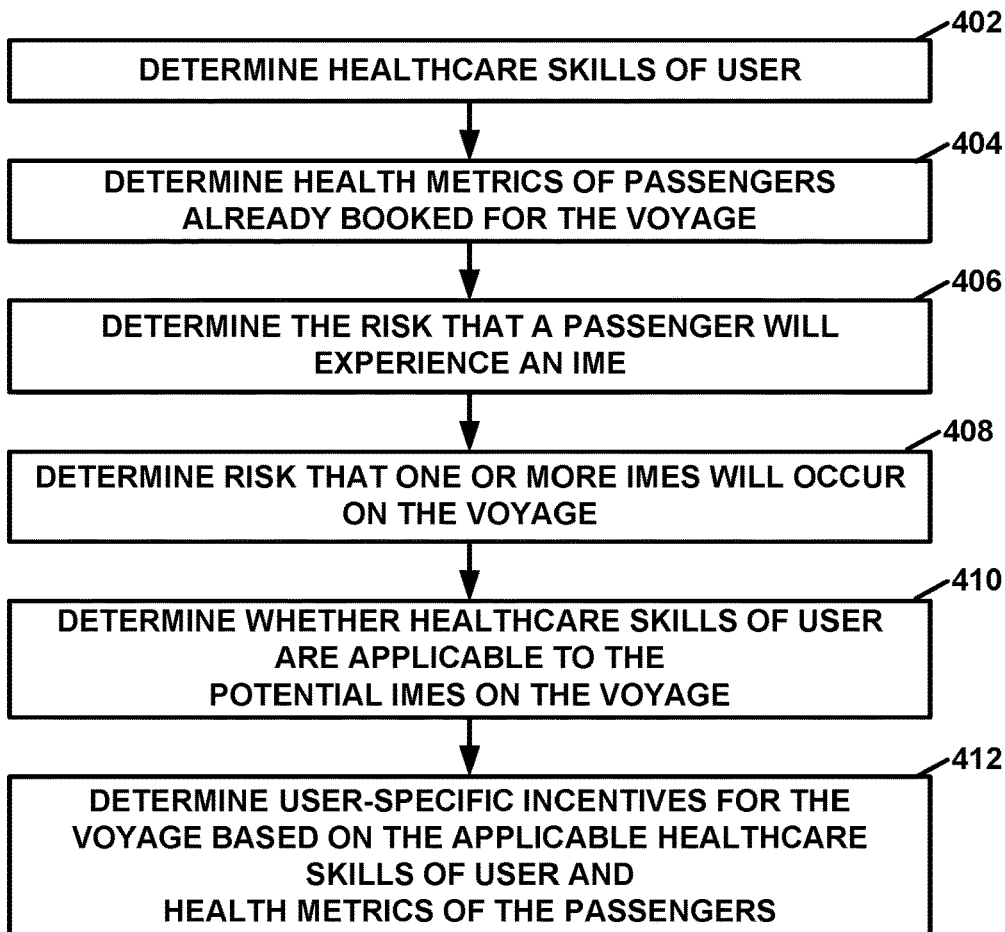 402
DETERMINE HEALTHCARE SKILLS OF USER
404
DETERMINE HEALTH METRICS OF PASSENGERS
ALREADY BOOKED FOR THE VOYAGE
406
DETERMINE THE RISK THAT A PASSENGER WILL
EXPERIENCE AN IME
408
DETERMINE RISK THAT ONE OR MORE IMES WILL OCCUR
ON THE VOYAGE
410
DETERMINE WHETHER HEALTHCARE SKILLS OF USER
ARE APPLICABLE TO THE
POTENTIAL IMES ON THE VOYAGE
412
DETERMINE USER-SPECIFIC INCENTIVES FOR THE
VOYAGE BASED ON THE APPLICABLE HEALTHCARE
SKILLS OF USER AND
HEALTH METRICS OF THE PASSENGERS